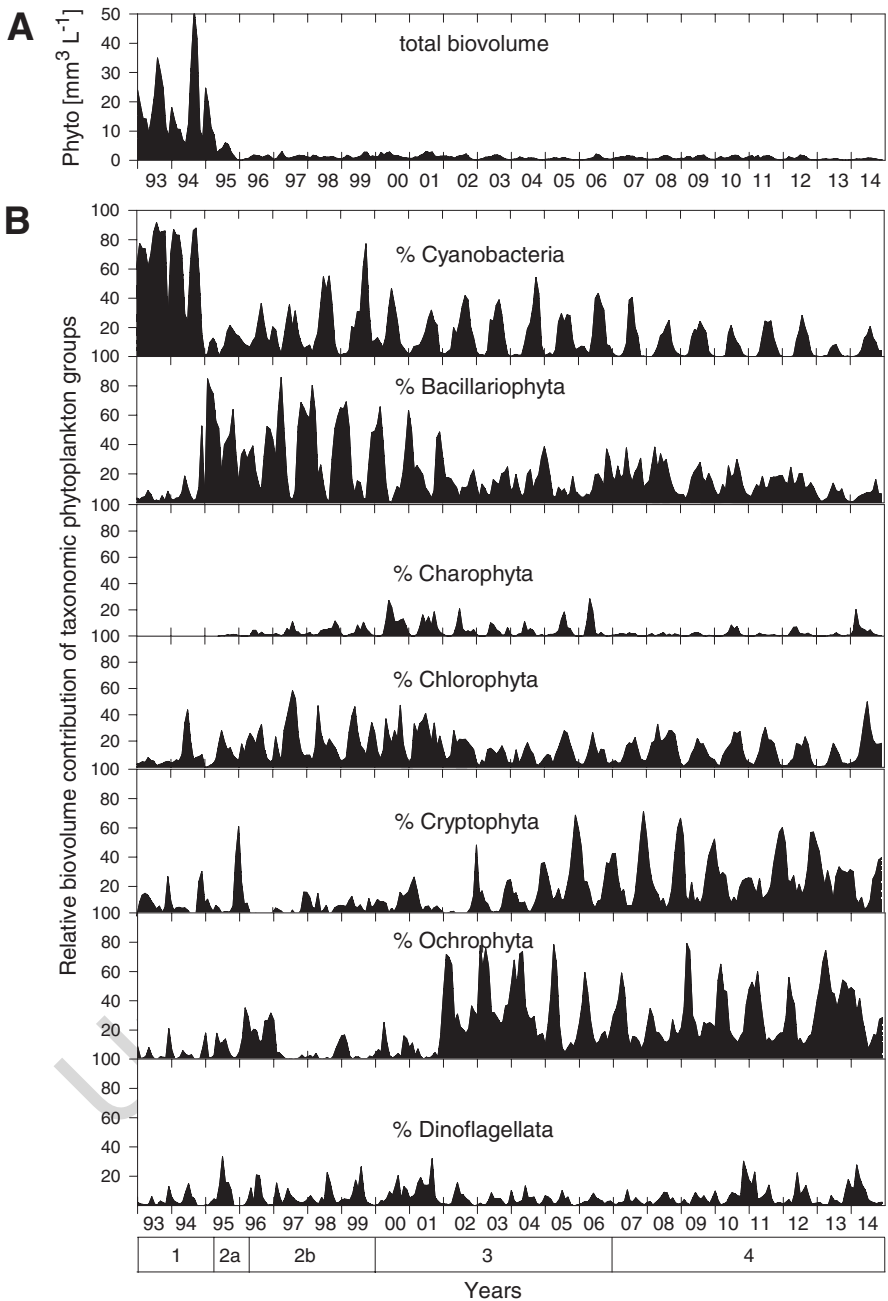 A
Phyto [mm³ L⁻¹]
50
40
30
20
10
0
total biovolume
93 94 95 96 97 98 99 00 01 02 03 04 05 06 07 08 09 10 11 12 13 14
B
Relative biovolume contribution of taxonomic phytoplankton groups
100
80
60
40
20
% Cyanobacteria
100
80
60
40
20
% Bacillariophyta
100
80
60
40
20
% Charophyta
100
80
60
40
20
% Chlorophyta
100
80
60
40
20
% Cryptophyta
100
80
60
40
20
% Ochrophyta
100
80
60
40
20
% Dinoflagellata
93 94 95 96 97 98 99 00 01 02 03 04 05 06 07 08 09 10 11 12 13 14
1 2a 2b 3 4
Years